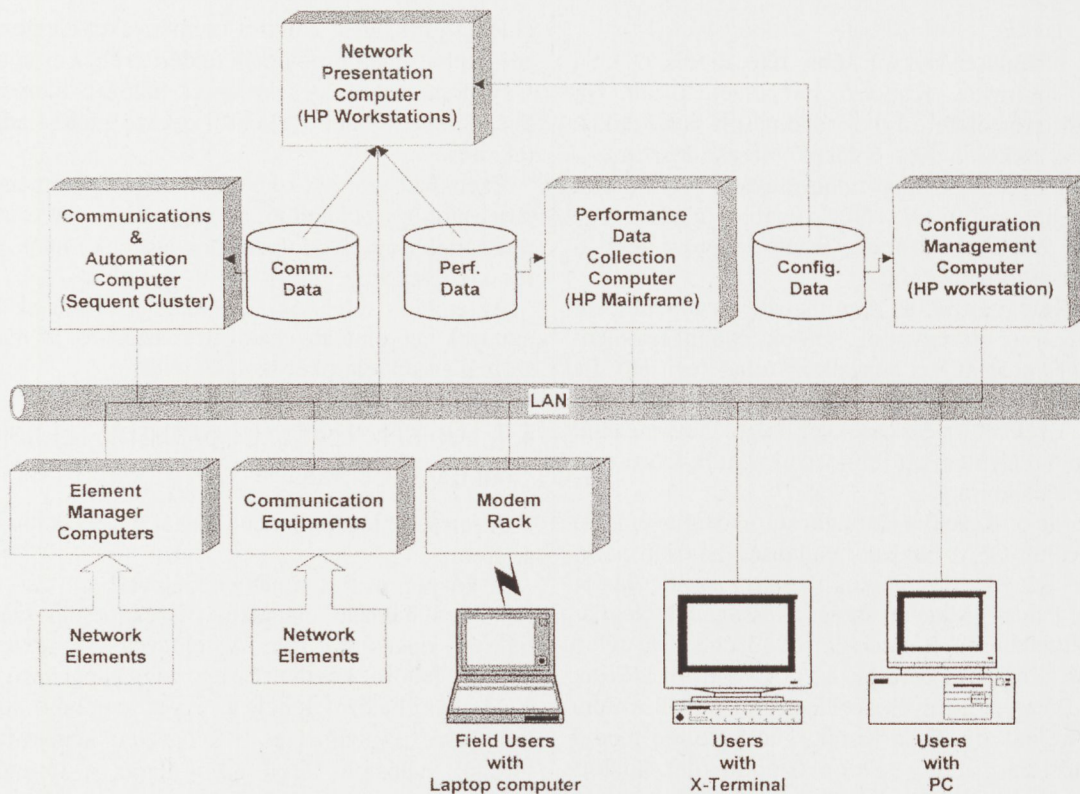 Network
Presentation
Computer
(HP Workstations)
Communications
&
Automation
Computer
(Sequent Cluster)
Comm.
Data
Perf.
Data
Performance
Data
Collection
Computer
(HP Mainframe)
Config.
Data
Configuration
Management
Computer
(HP workstation)
LAN
Element
Manager
Computers
Communication
Equipments
Modem
Rack
Network
Elements
Network
Elements
Field Users
with
Laptop computer
Users
with
X-Terminal
Users
with
PC